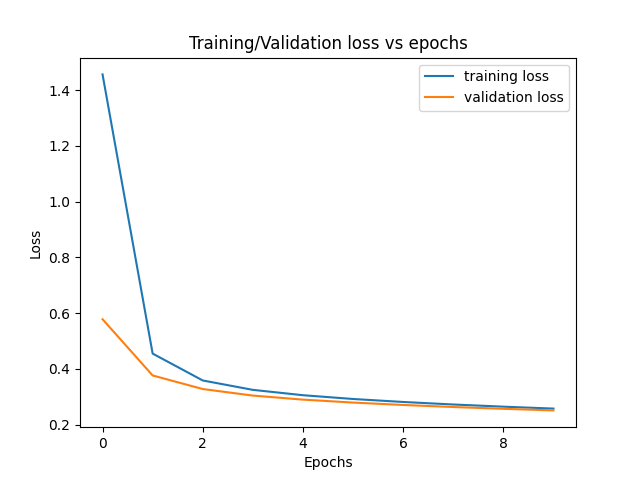 Training/Validation loss vs epochs
training loss
validation loss
1.4
1.2
1.0
0.8
0.6
0.4
0.2
Loss
0 2 4 6 8
Epochs